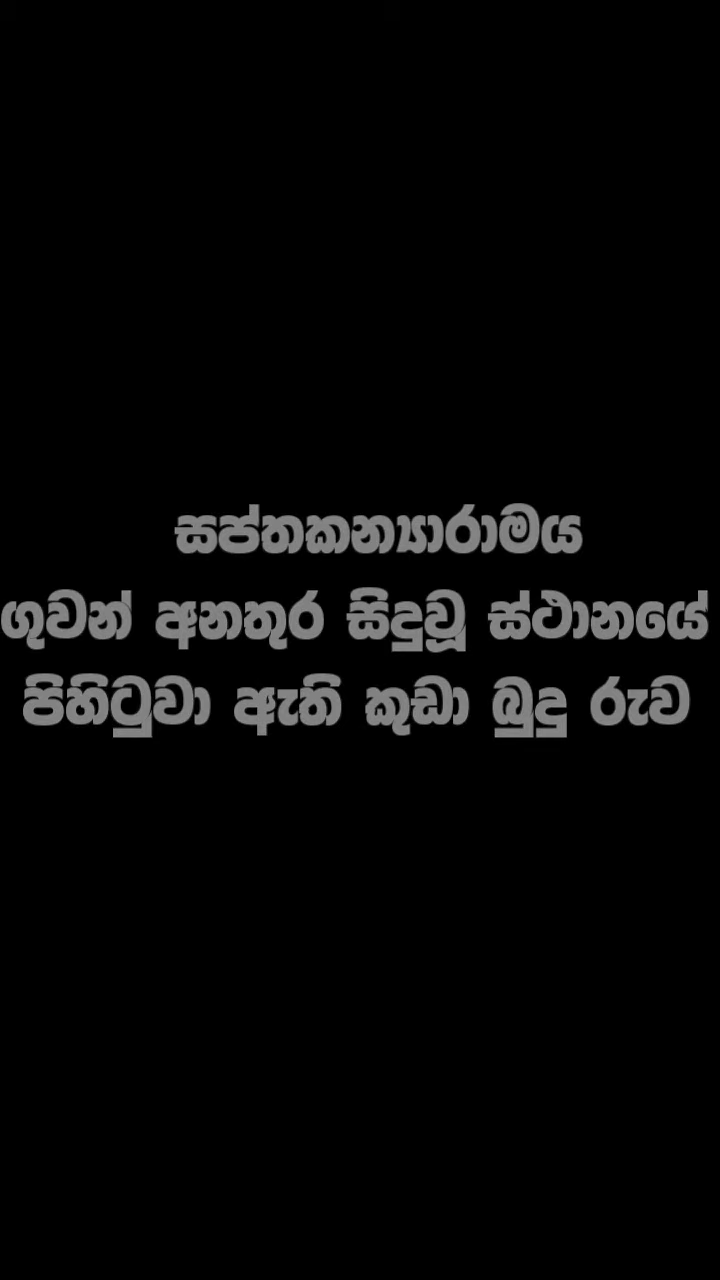 සප්තකන්‍යාරාමය
ගුවන් අනතුර සිදුවූ ස්ථානයේ
පිහිටුවා ඇති කුඩා බුදු රුව